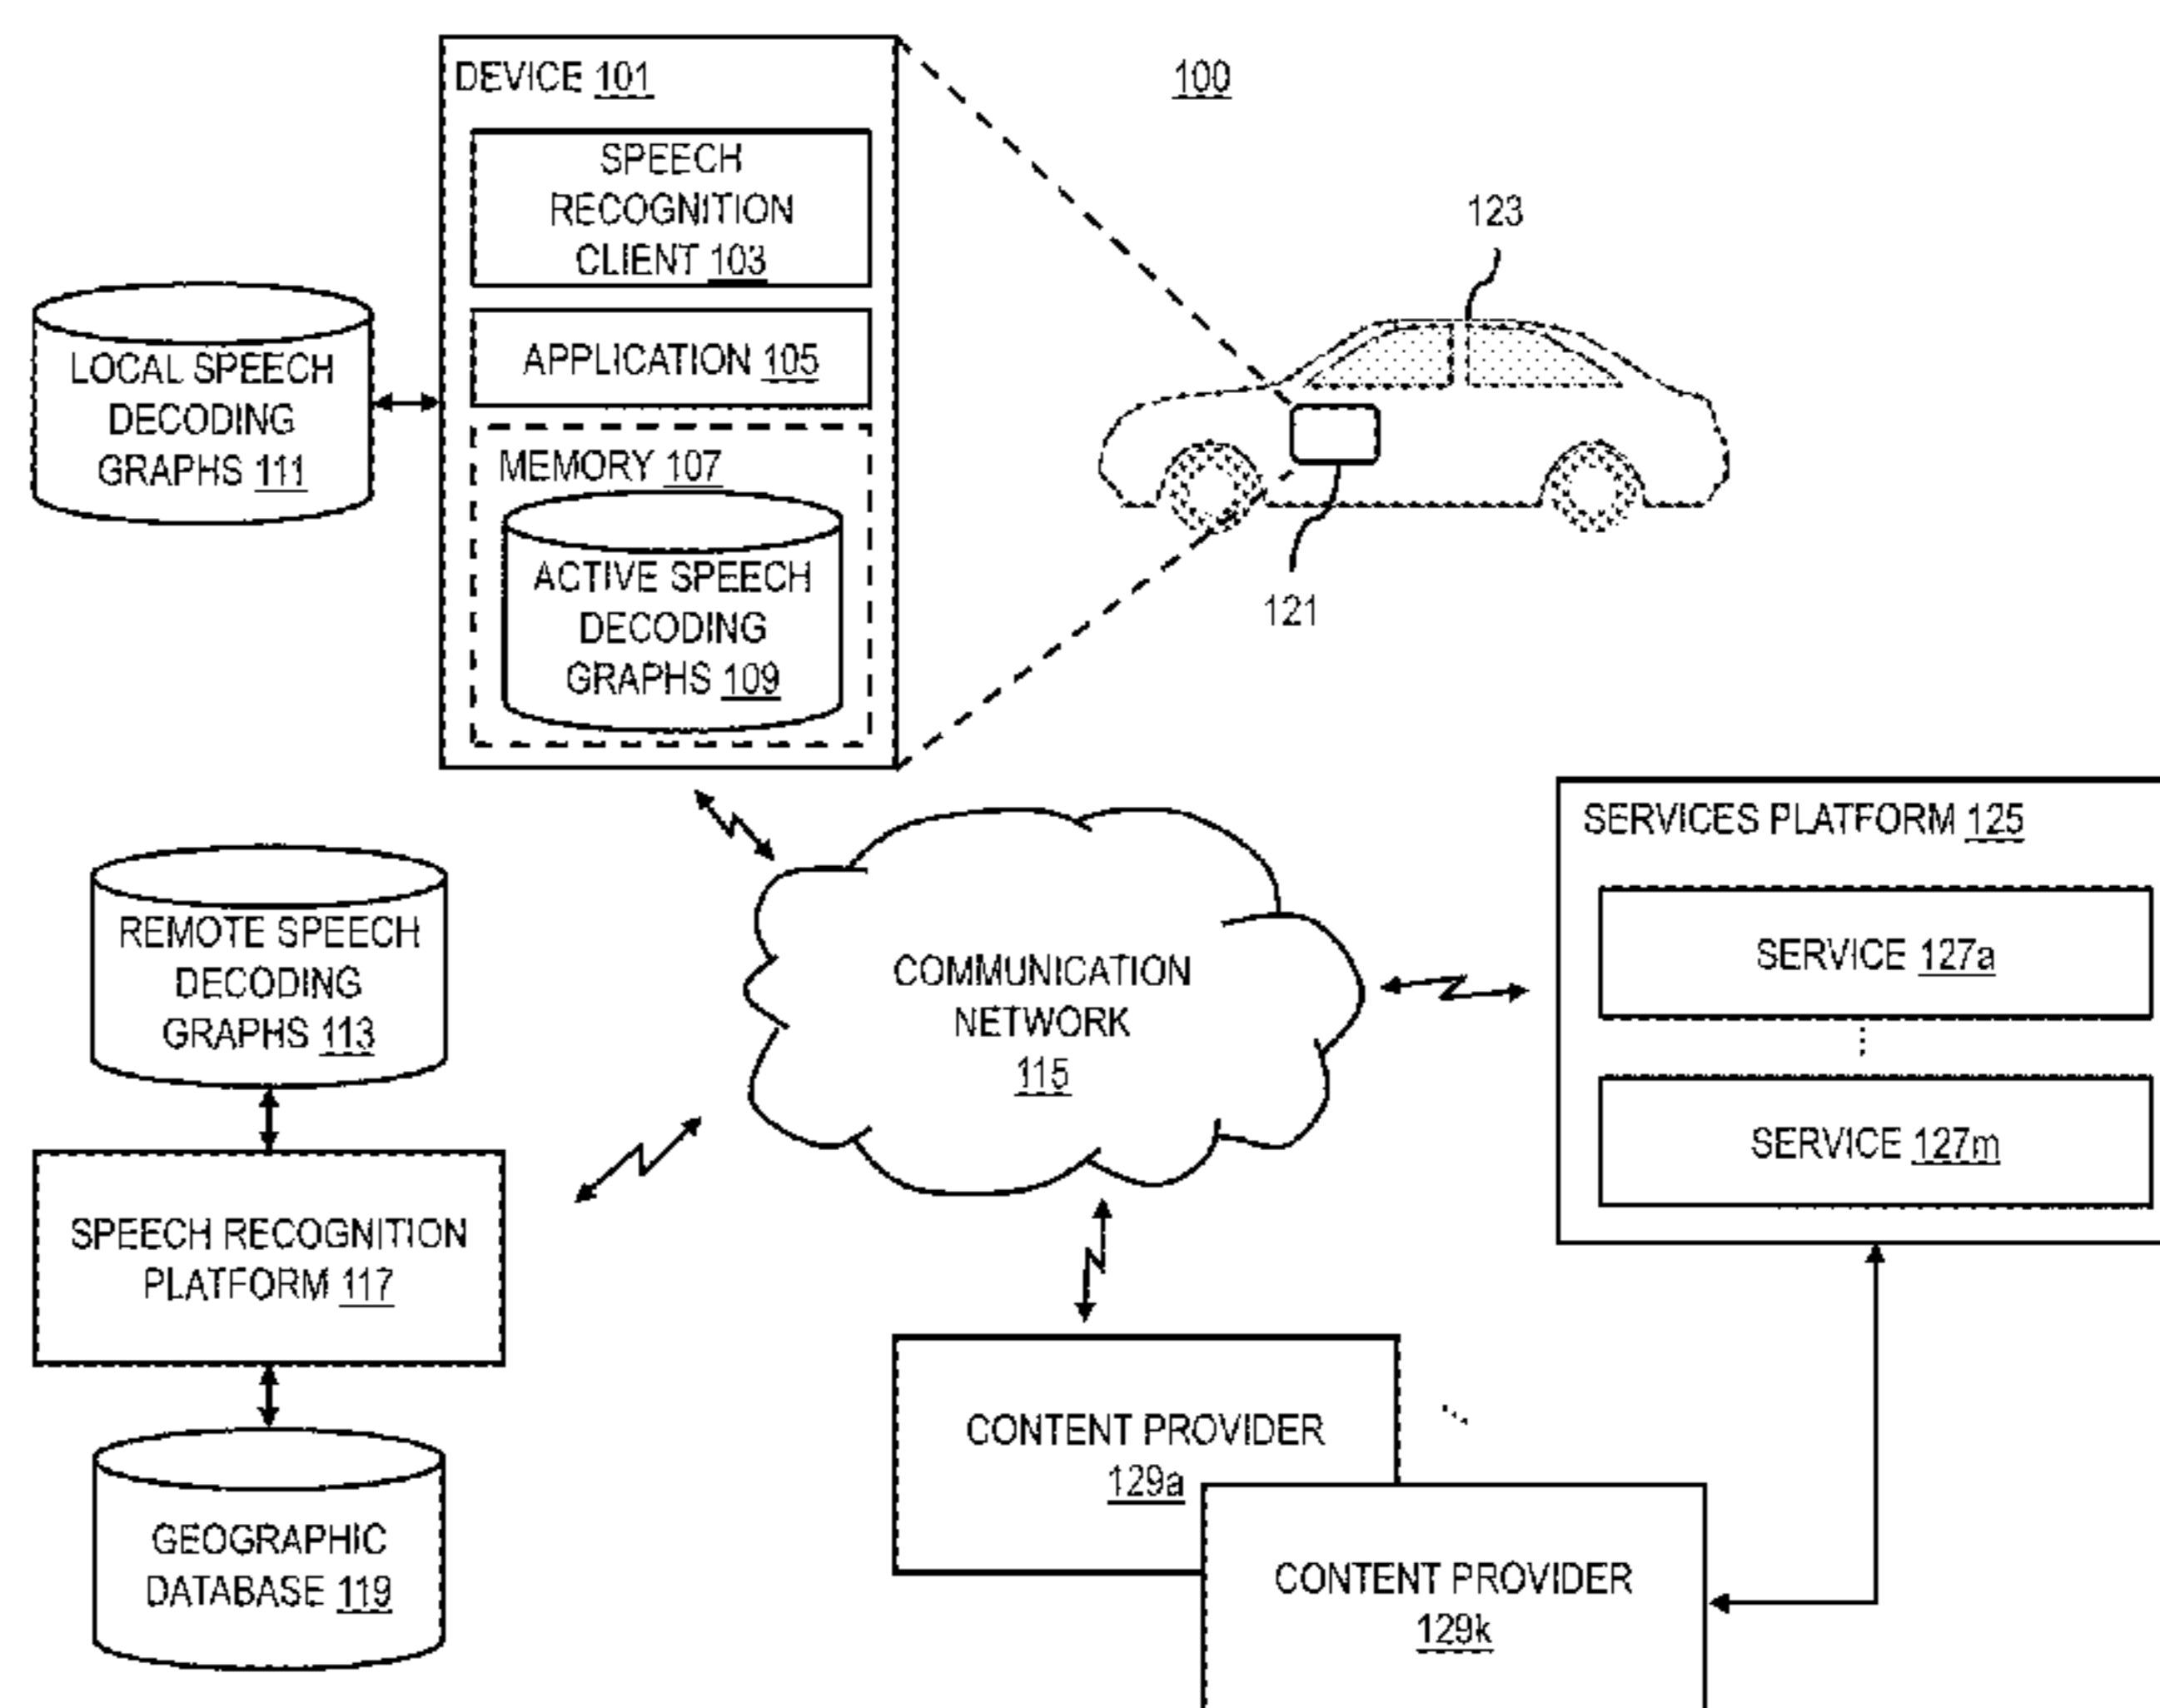 DEVICE 101
100
SPEECH
RECOGNITION
CLIENT 103
123
APPLICATION 105
LOCAL SPEECH
DECODING
GRAPHS 111
MEMORY 107
ACTIVE SPEECH
DECODING
GRAPHS 109
121
SERVICES PLATFORM 125
REMOTE SPEECH
DECODING
GRAPHS 113
COMMUNICATION
NETWORK
115
SERVICE 127a
SERVICE 127m
SPEECH RECOGNITION
PLATFORM 117
CONTENT PROVIDER
129a
GEOGRAPHIC
DATABASE 119
CONTENT PROVIDER
129k